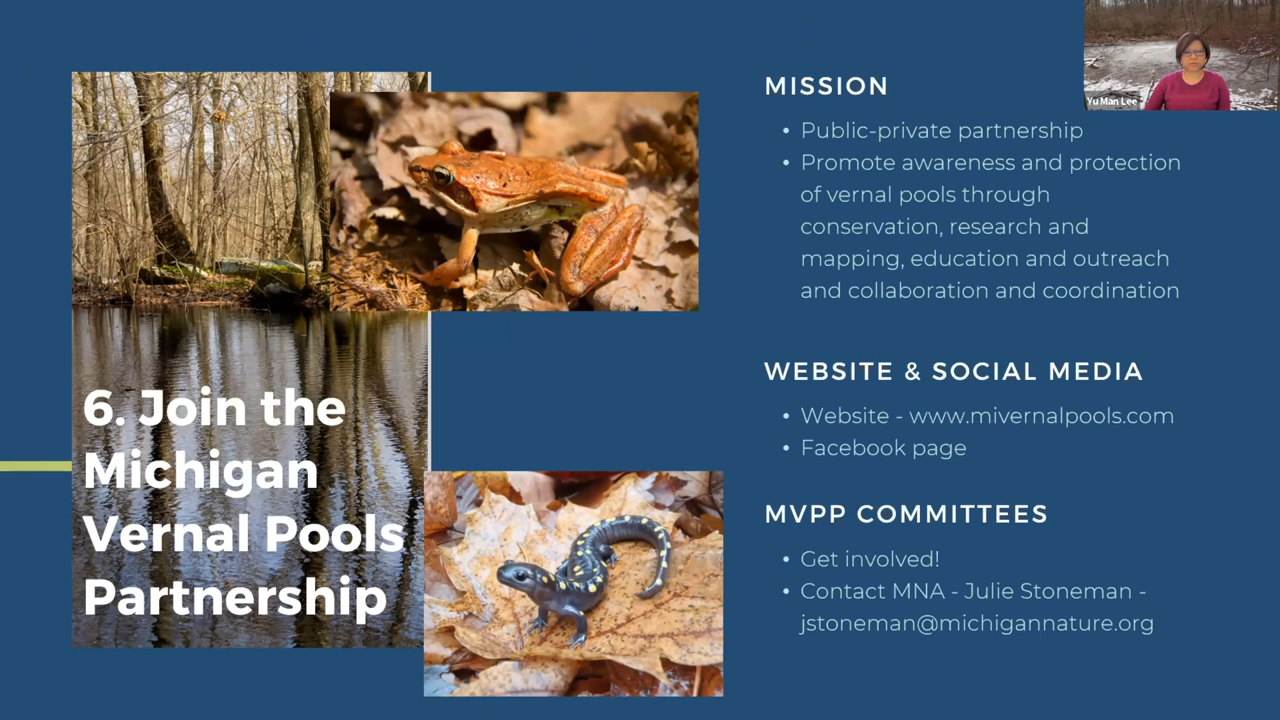 6. Join the
Michigan
Vernal Pools
Partnership
MISSION
• Public-private partnership
• Promote awareness and protection
of vernal pools through
conservation, research and
mapping, education and outreach
and collaboration and coordination
WEBSITE & SOCIAL MEDIA
• Website - www.mivernalpools.com
• Facebook page
MVPP COMMITTEES
• Get involved!
• Contact MNA - Julie Stoneman -
jstoneman@michigannature.org
Yu Man Lee